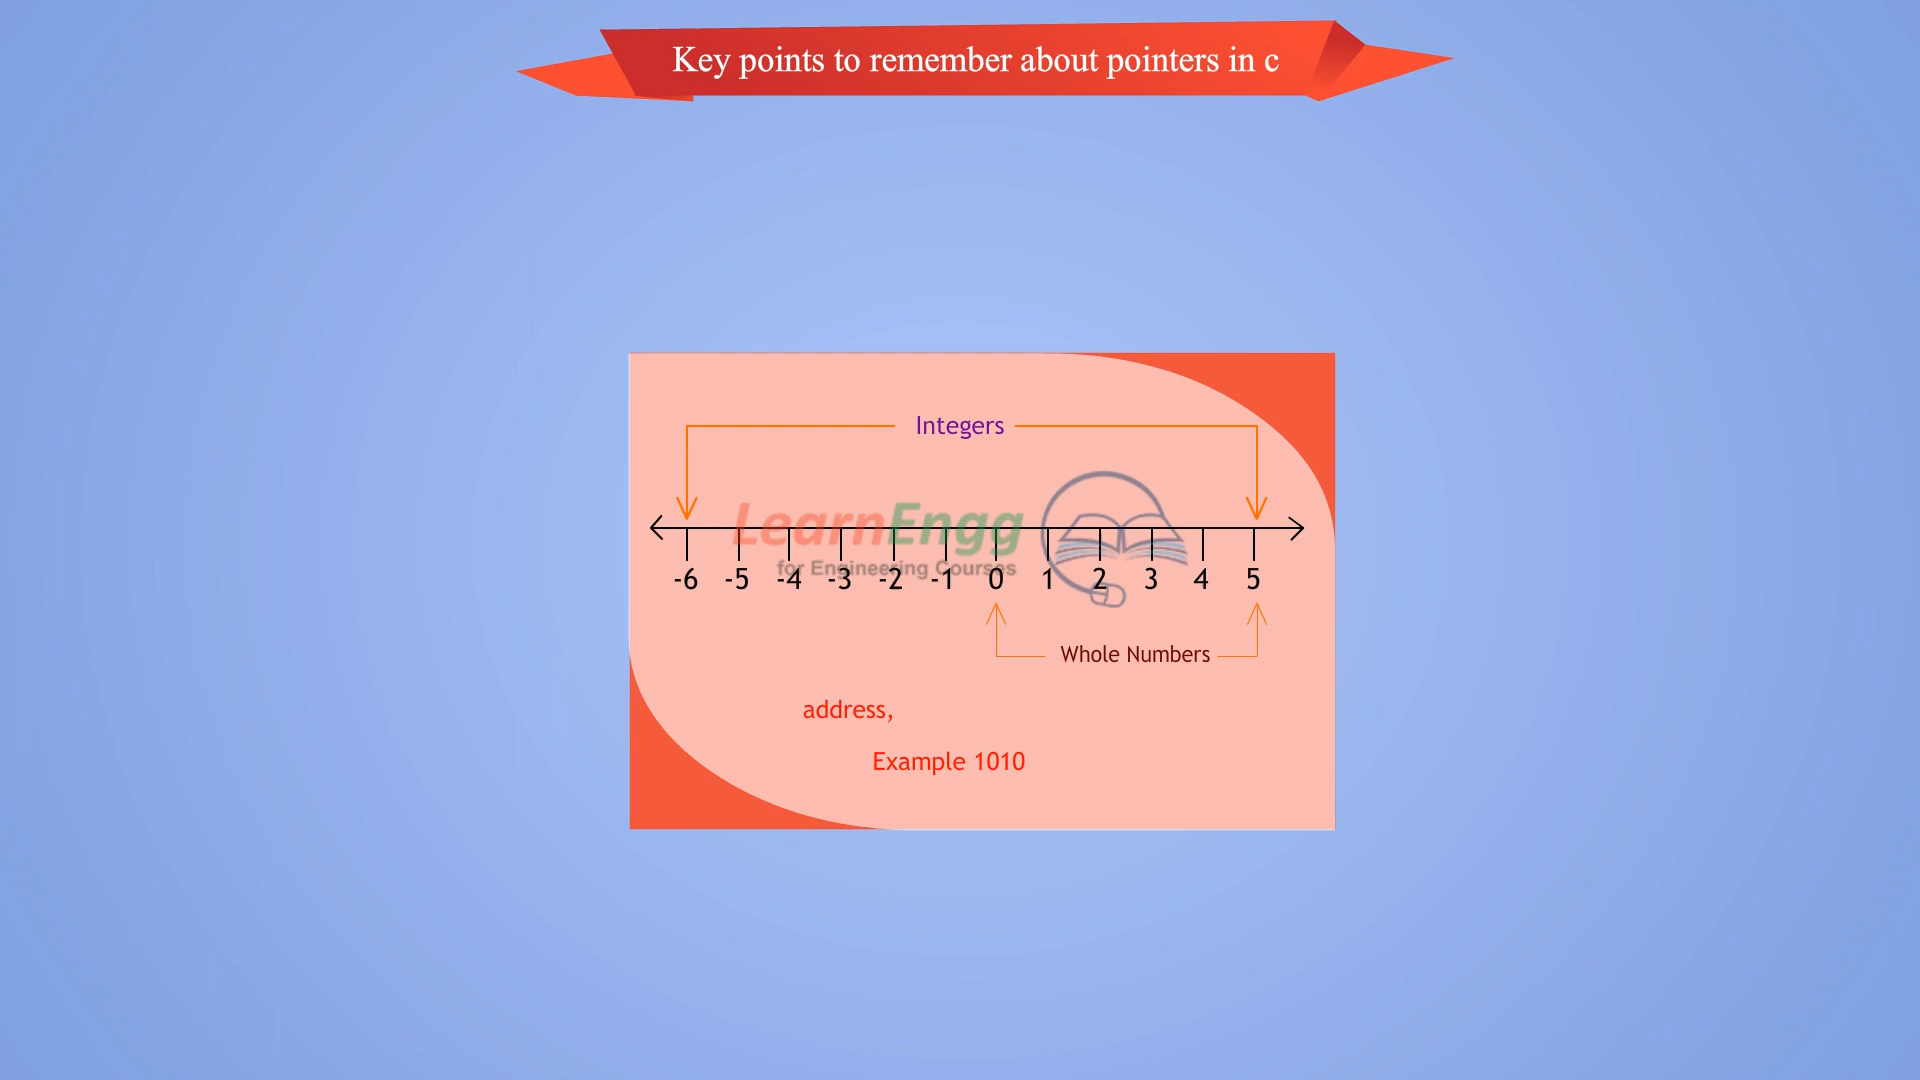 Key points to remember about pointers in c
Integers
LearnEngg
for Engineering Courses
-6 -5 -4 -3 -2 -1 0 1 2 3 4 5
Whole Numbers
address,
Example 1010